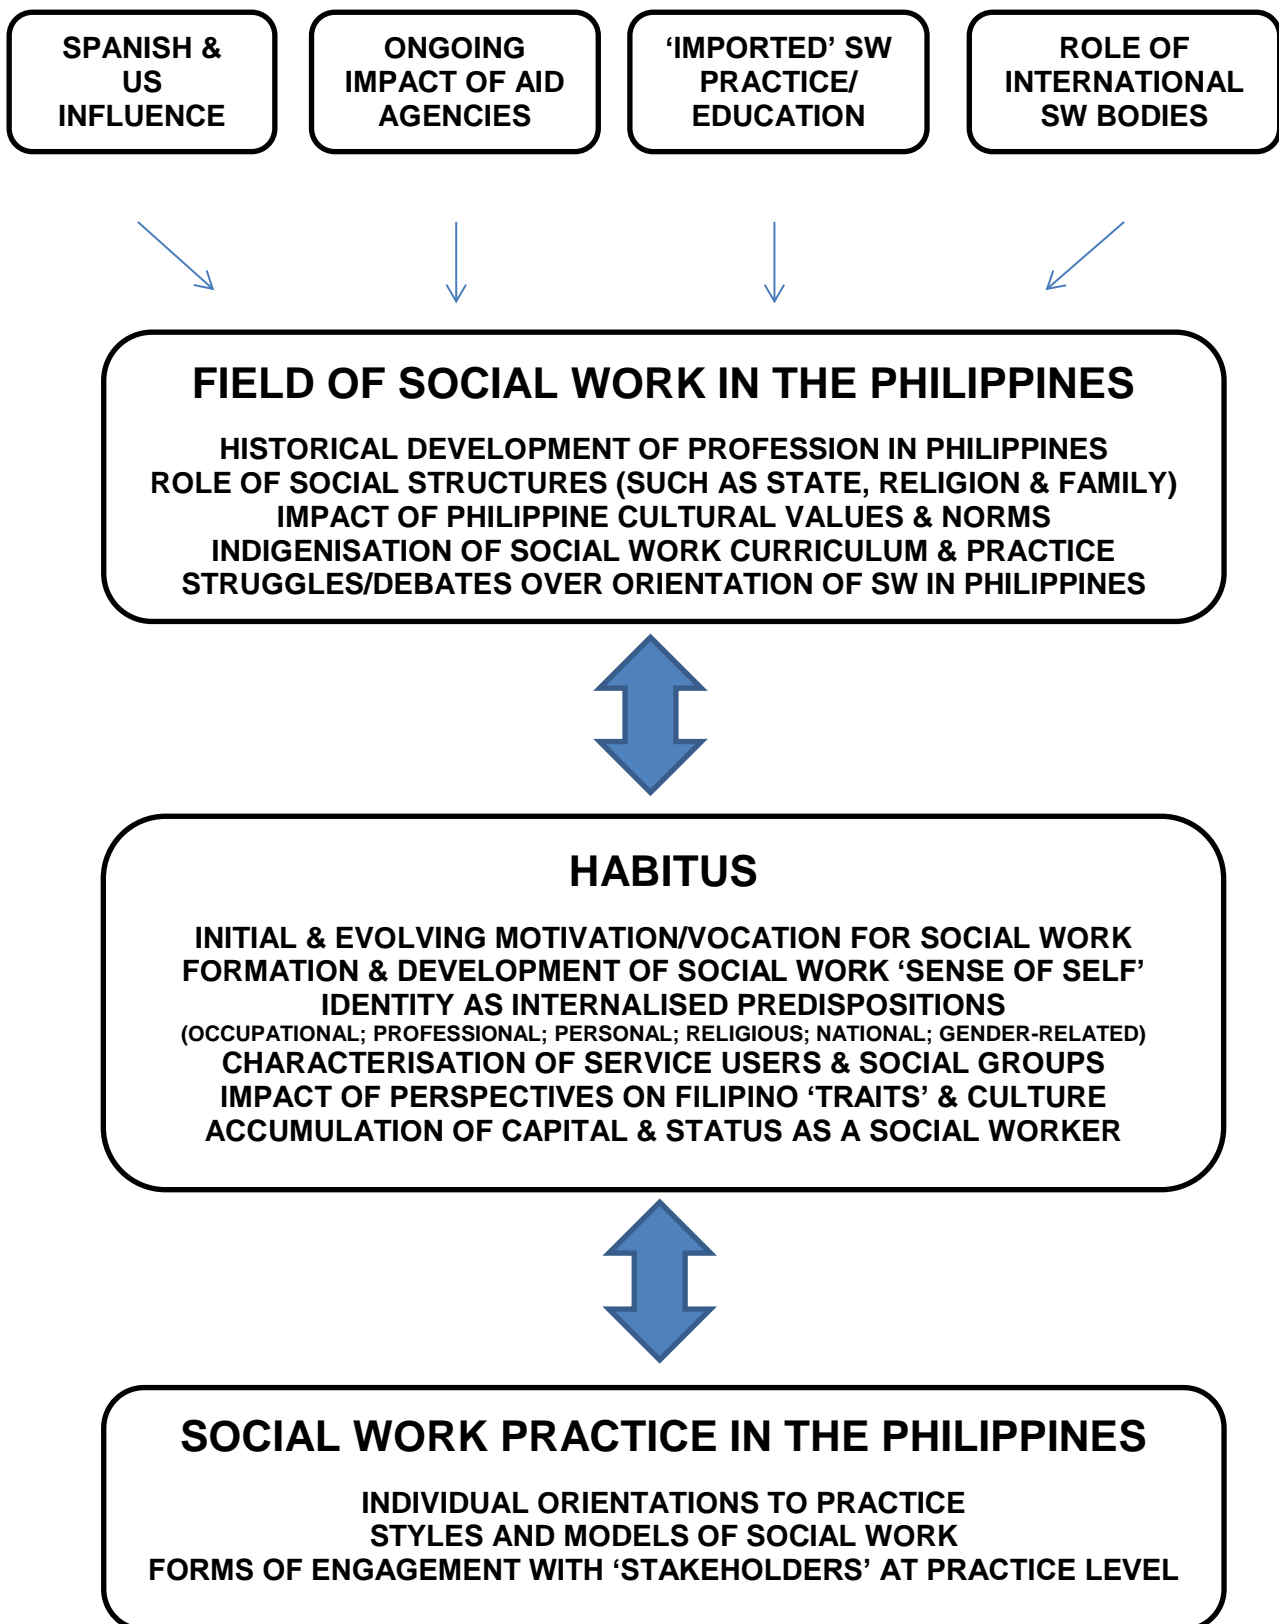 SPANISH &
US
INFLUENCE
ONGOING
IMPACT OF AID
AGENCIES
‘IMPORTED’ SW
PRACTICE/
EDUCATION
ROLE OF
INTERNATIONAL
SW BODIES
FIELD OF SOCIAL WORK IN THE PHILIPPINES
HISTORICAL DEVELOPMENT OF PROFESSION IN PHILIPPINES
ROLE OF SOCIAL STRUCTURES (SUCH AS STATE, RELIGION & FAMILY)
IMPACT OF PHILIPPINE CULTURAL VALUES & NORMS
INDIGENISATION OF SOCIAL WORK CURRICULUM & PRACTICE
STRUGGLES/DEBATES OVER ORIENTATION OF SW IN PHILIPPINES
HABITUS
INITIAL & EVOLVING MOTIVATION/VOCATION FOR SOCIAL WORK
FORMATION & DEVELOPMENT OF SOCIAL WORK ‘SENSE OF SELF’
IDENTITY AS INTERNALISED PREDISPOSITIONS
(OCCUPATIONAL; PROFESSIONAL; PERSONAL; RELIGIOUS; NATIONAL; GENDER-RELATED)
CHARACTERISATION OF SERVICE USERS & SOCIAL GROUPS
IMPACT OF PERSPECTIVES ON FILIPINO ‘TRAITS’ & CULTURE
ACCUMULATION OF CAPITAL & STATUS AS A SOCIAL WORKER
SOCIAL WORK PRACTICE IN THE PHILIPPINES
INDIVIDUAL ORIENTATIONS TO PRACTICE
STYLES AND MODELS OF SOCIAL WORK
FORMS OF ENGAGEMENT WITH ‘STAKEHOLDERS’ AT PRACTICE LEVEL